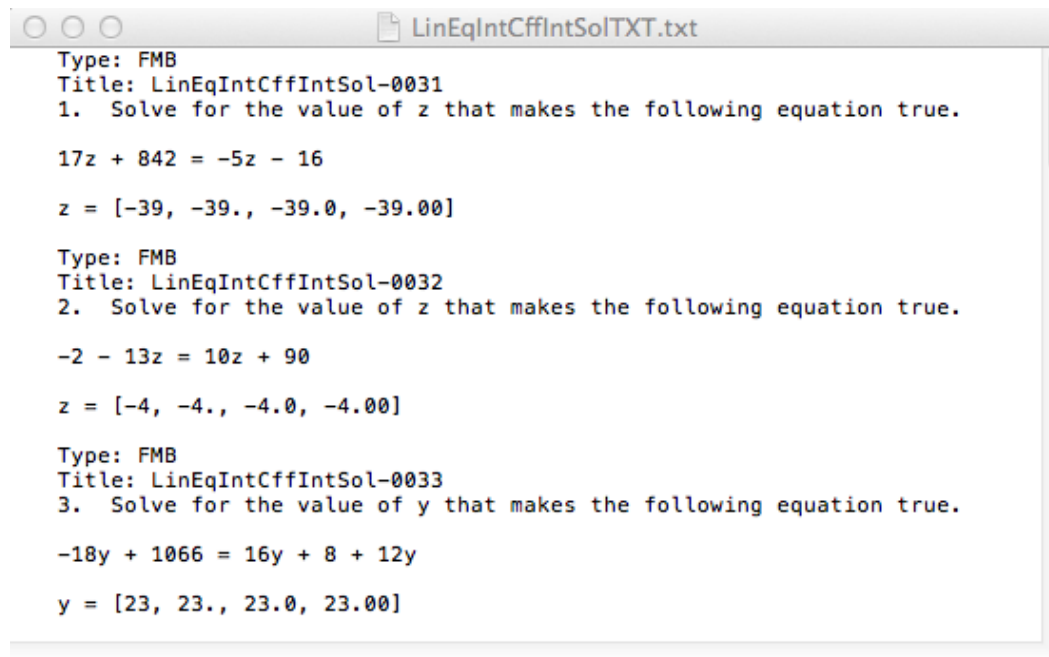 LinEqIntCffIntSolTXT.txt
Type: FMB
Title: LinEqIntCffIntSol-0031
1.  Solve for the value of z that makes the following equation true.
17z + 842 = -5z - 16
z = [-39, -39., -39.0, -39.00]
Type: FMB
Title: LinEqIntCffIntSol-0032
2.  Solve for the value of z that makes the following equation true.
-2 - 13z = 10z + 90
z = [-4, -4., -4.0, -4.00]
Type: FMB
Title: LinEqIntCffIntSol-0033
3.  Solve for the value of y that makes the following equation true.
-18y + 1066 = 16y + 8 + 12y
y = [23, 23., 23.0, 23.00]